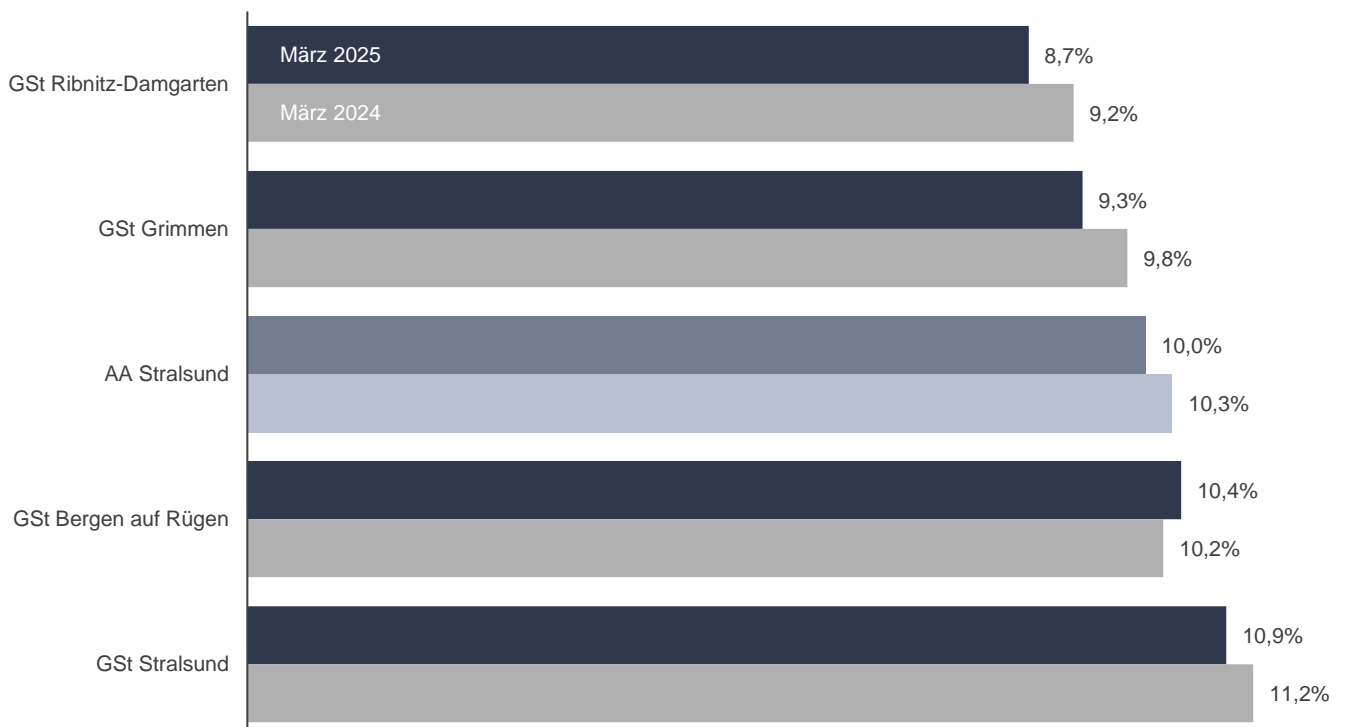 März 2025
8,7%
GSt Ribnitz-Damgarten
März 2024
9,2%
9,3%
GSt Grimmen
9,8%
10,0%
AA Stralsund
10,3%
10,4%
GSt Bergen auf Rügen
10,2%
10,9%
GSt Stralsund
11,2%